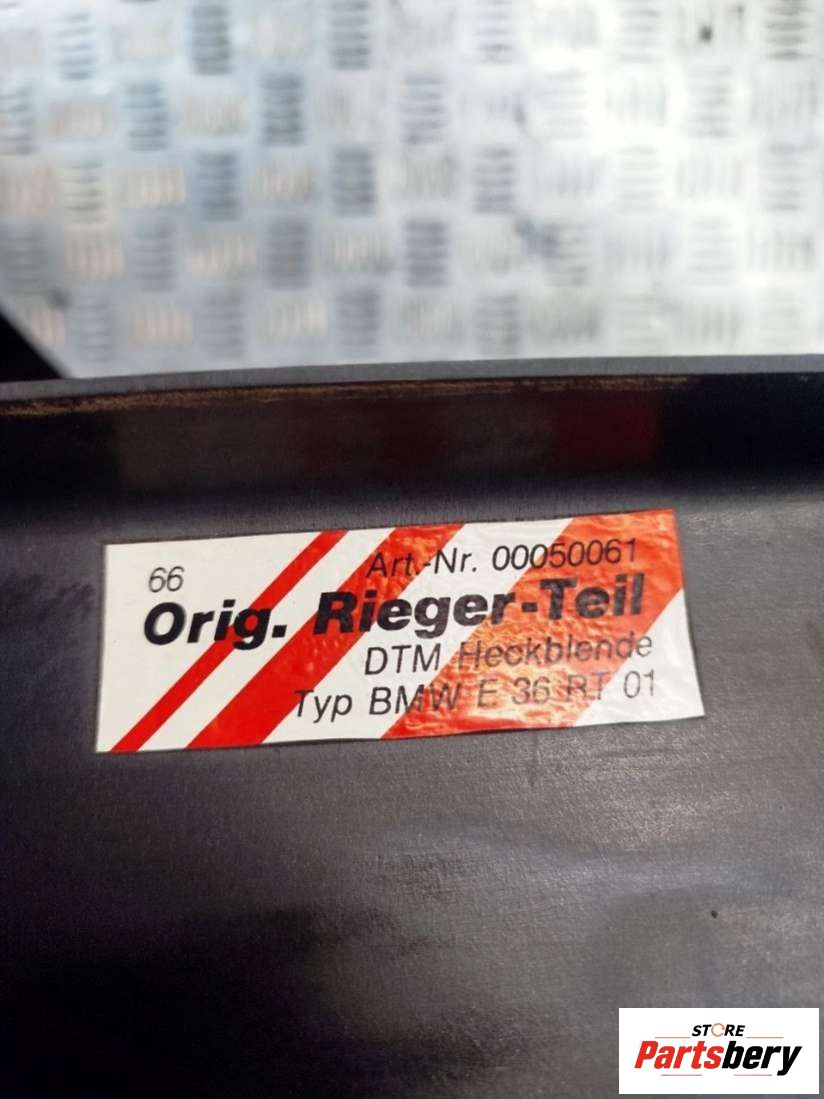 66
Art.-Nr. 00050061
Orig. Rieger-Teil
DTM Heckblende
Typ BMW E 36 RT 01
STORE
Partsbery